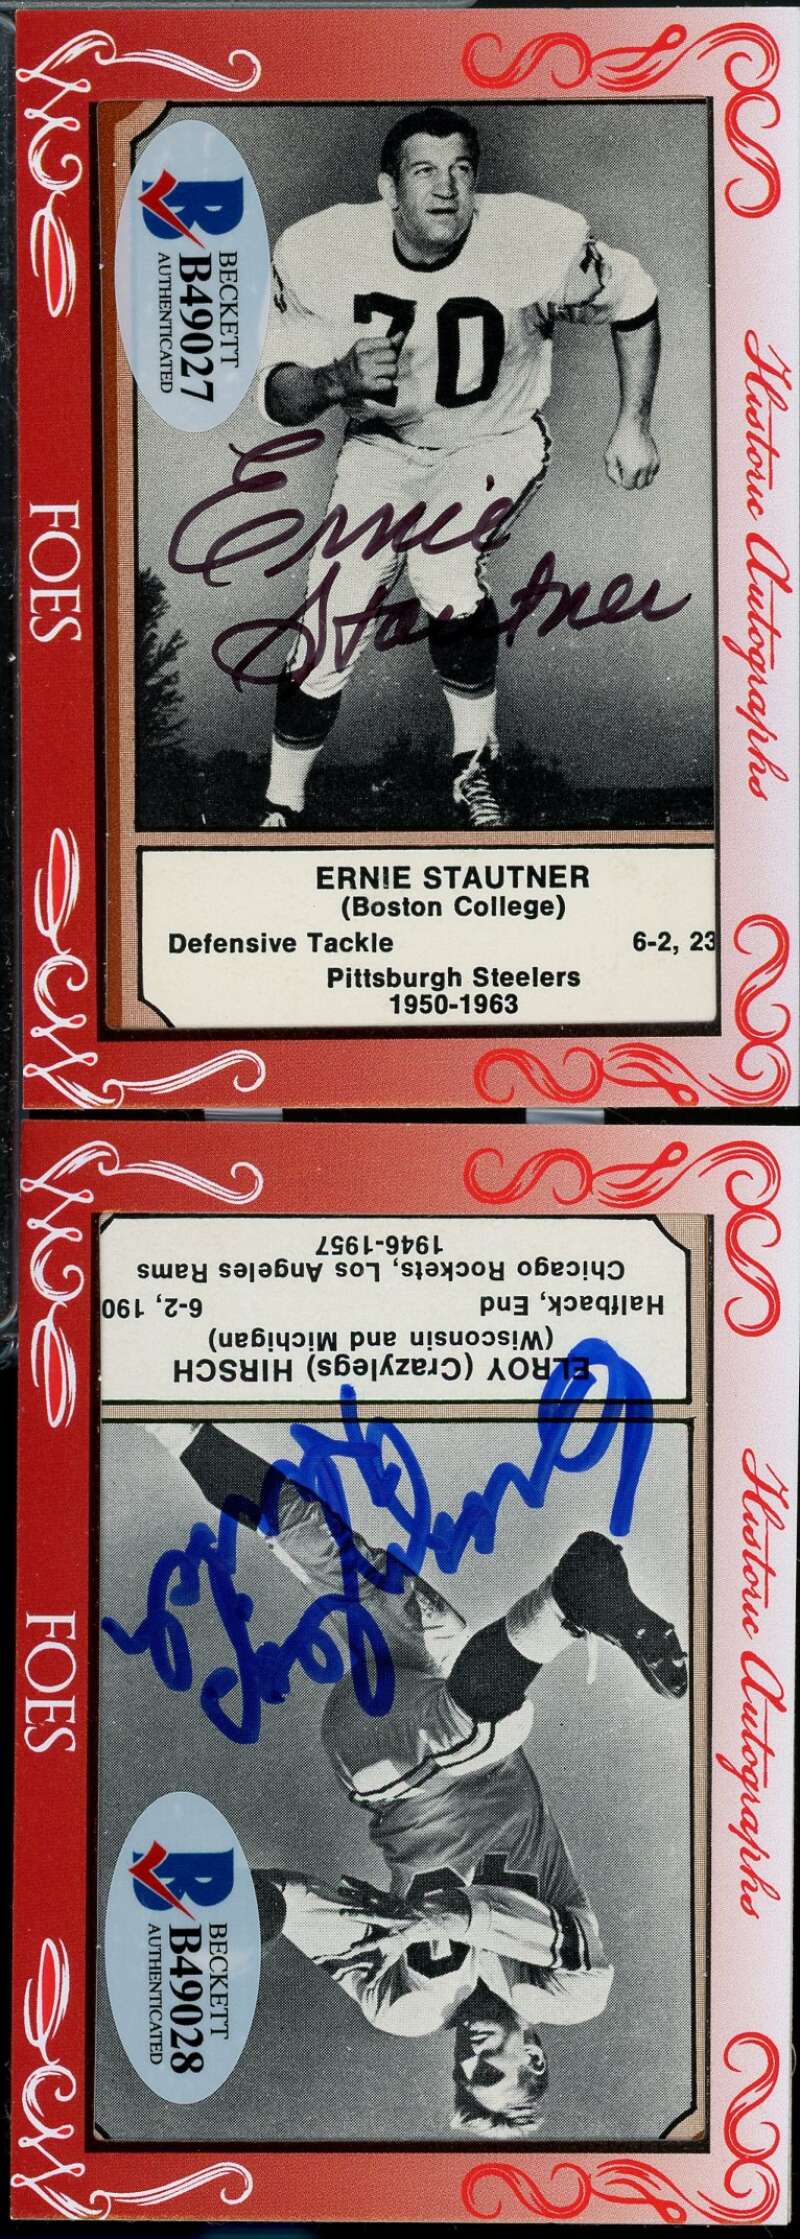 BECKETT
B49027
AUTHENTICATED
Ernie
Stautner
ERNIE STAUTNER
(Boston College)
Defensive Tackle 6-2, 23
Pittsburgh Steelers
1950-1963
FOES
Historic Autographs
70
ELROY (Crazylegs) HIRSCH
(Wisconsin and Michigan)
Halfback, End 6-2, 190
Chicago Rockets, Los Angeles Rams
1946-1957
BECKETT
B49028
AUTHENTICATED
FOES
Historic Autographs